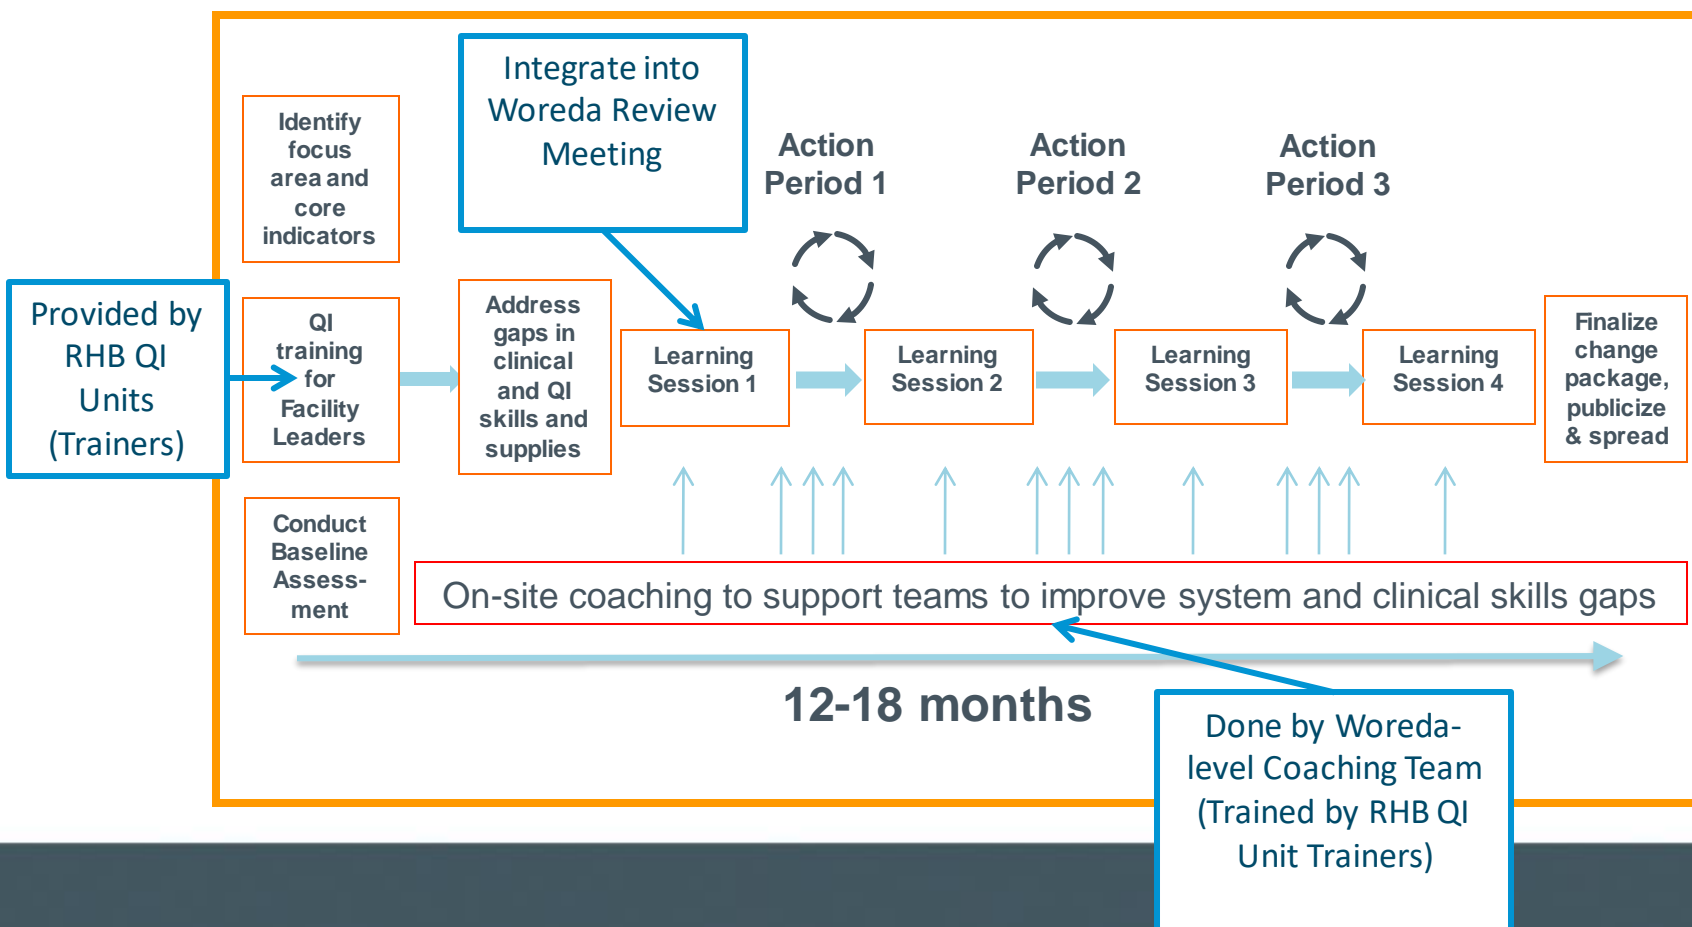 Integrate into
Woreda Review
Meeting
Identify
focus
area and
core
indicators
Action
Period 1
Action
Period 2
Action
Period 3
Provided by
RHB QI
Units
(Trainers)
QI
training
for
Facility
Leaders
Address
gaps in
clinical
and QI
skills and
supplies
Learning
Session 1
Learning
Session 2
Learning
Session 3
Learning
Session 4
Finalize
change
package,
publicize
& spread
Conduct
Baseline
Assess-
ment
On-site coaching to support teams to improve system and clinical skills gaps
12-18 months
Done by Woreda-
level Coaching Team
(Trained by RHB QI
Unit Trainers)